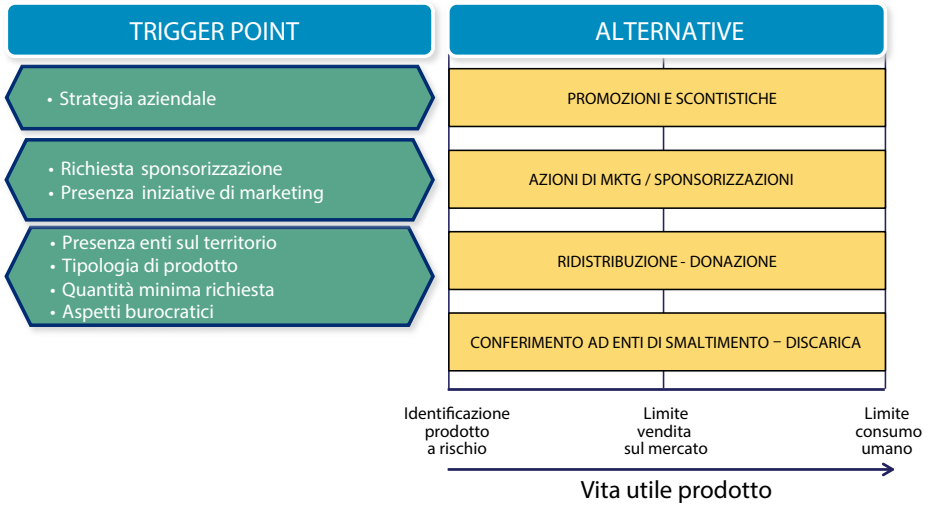 TRIGGER POINT
ALTERNATIVE
• Strategia aziendale
PROMOZIONI E SCONTISTICHE
• Richiesta sponsorizzazione
• Presenza iniziative di marketing
AZIONI DI MKTG / SPONSORIZZAZIONI
• Presenza enti sul territorio
• Tipologia di prodotto
• Quantità minima richiesta
• Aspetti burocratici
RIDISTRIBUZIONE - DONAZIONE
CONFERIMENTO AD ENTI DI SMALTIMENTO – DISCARICA
Identificazione
prodotto
a rischio
Limite
vendita
sul mercato
Limite
consumo
umano
Vita utile prodotto